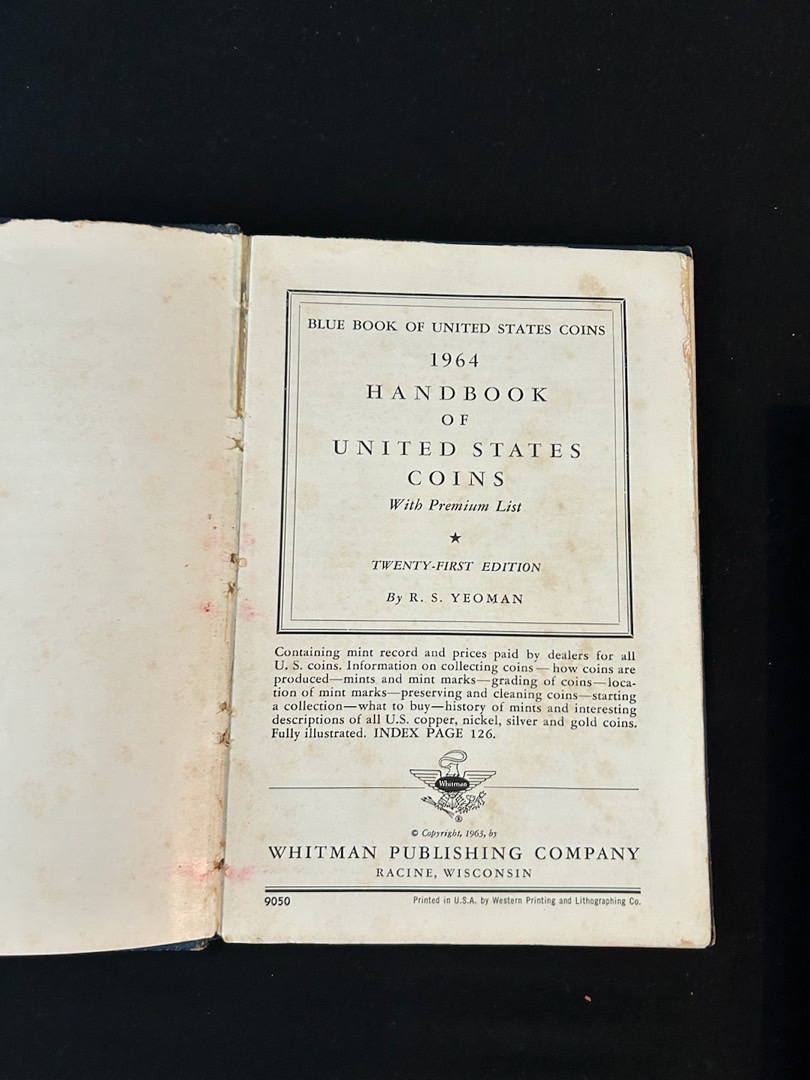 BLUE BOOK OF UNITED STATES COINS
1964
HANDBOOK
OF
UNITED STATES
COINS
With Premium List
★
TWENTY-FIRST EDITION
By R. S. YEOMAN
Containing mint record and prices paid by dealers for all
U. S. coins. Information on collecting coins—how coins are
produced—mints and mint marks—grading of coins—loca-
tion of mint marks—preserving and cleaning coins—starting
a collection—what to buy—history of mints and interesting
descriptions of all U.S. copper, nickel, silver and gold coins.
Fully illustrated. INDEX PAGE 126.
Whitman
®
© Copyright, 1963, by
WHITMAN PUBLISHING COMPANY
RACINE, WISCONSIN
9050 Printed in U.S.A. by Western Printing and Lithographing Co.